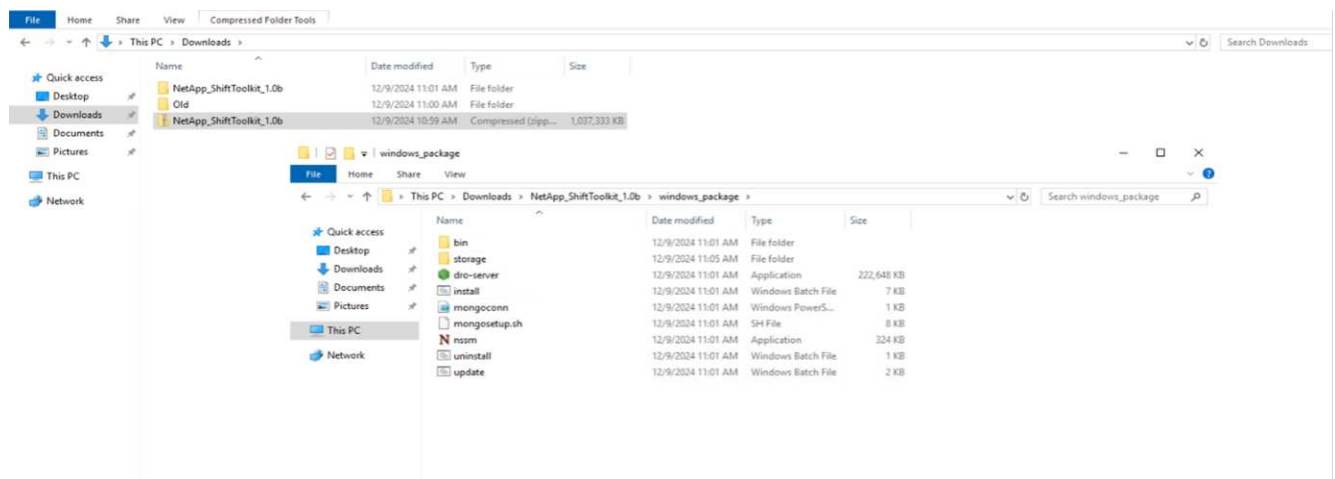 File Home Share View Compressed Folder Tools
This PC > Downloads > Search Downloads
Name Date modified Type Size
Quick access
Desktop
Downloads
Documents
Pictures
This PC
Network
NetApp_ShiftToolkit_1.0b 12/9/2024 11:01 AM File folder
Old 12/9/2024 11:00 AM File folder
NetApp_ShiftToolkit_1.0b 12/9/2024 10:59 AM Compressed (zipp... 1,037,333 KB
windows_package
File Home Share View
This PC > Downloads > NetApp_ShiftToolkit_1.0b > windows_package > Search windows_package
Name Date modified Type Size
Quick access
Desktop
Downloads
Documents
Pictures
This PC
Network
bin 12/9/2024 11:01 AM File folder
storage 12/9/2024 11:05 AM File folder
dro-server 12/9/2024 11:01 AM Application 222,648 KB
install 12/9/2024 11:01 AM Windows Batch File 7 KB
mongoconn 12/9/2024 11:01 AM Windows PowerS... 1 KB
mongosetup.sh 12/9/2024 11:01 AM SH File 8 KB
nssm 12/9/2024 11:01 AM Application 324 KB
uninstall 12/9/2024 11:01 AM Windows Batch File 1 KB
update 12/9/2024 11:01 AM Windows Batch File 2 KB